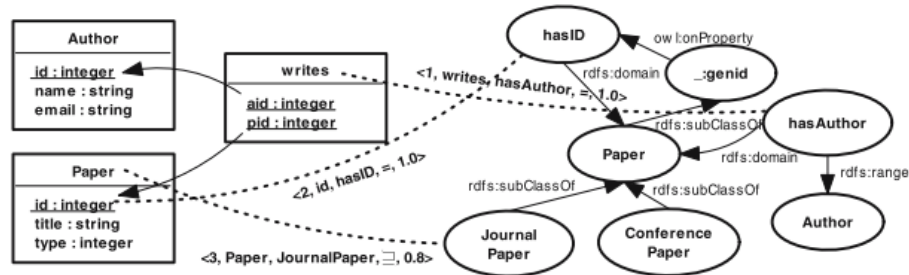 Author
id : integer
name : string
email : string
writes
aid : integer
pid : integer
Paper
id : integer
title : string
type : integer
<1, writes, hasAuthor, =, 1.0>
<2, id, hasID, =, 1.0>
<3, Paper, JournalPaper, ⊒, 0.8>
hasID
owl:onProperty
rdfs:domain
_:genid
rdfs:subClassOf
hasAuthor
Paper
rdfs:domain
rdfs:range
rdfs:subClassOf
rdfs:subClassOf
Journal
Paper
Conference
Paper
Author